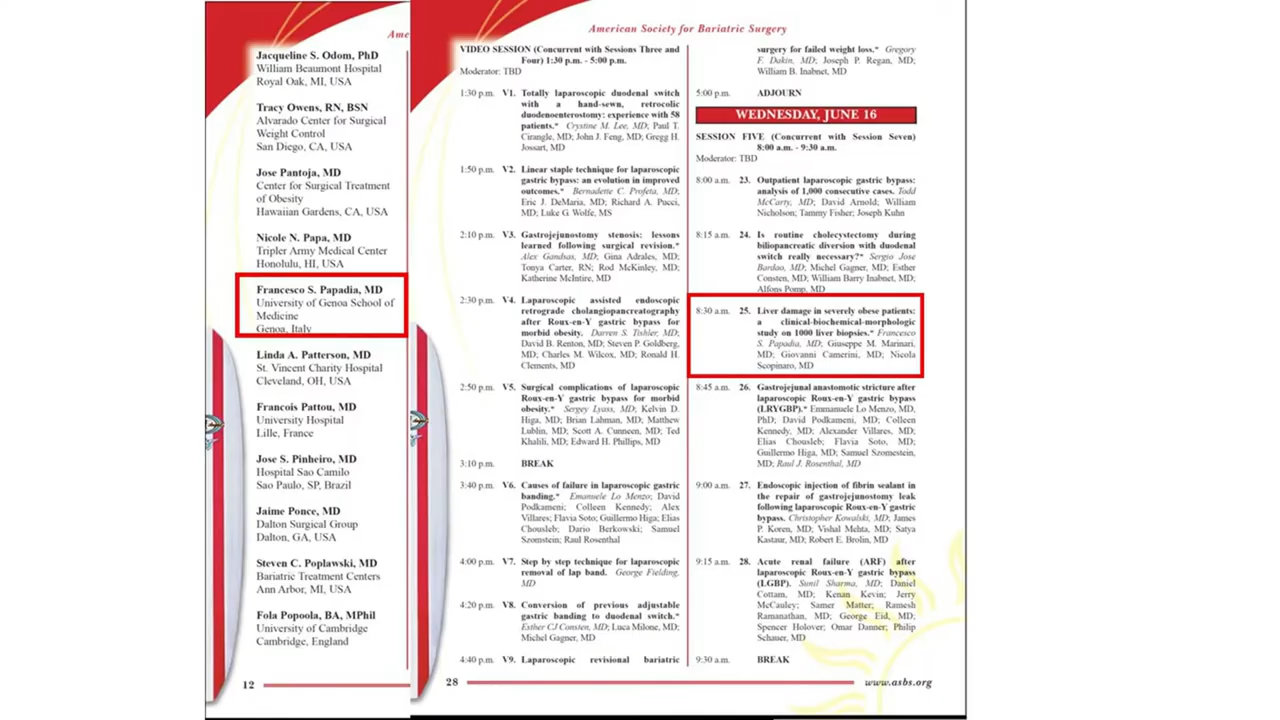 Ame
Jacqueline S. Odom, PhD
William Beaumont Hospital
Royal Oak, MI, USA
Tracy Owens, RN, BSN
Alvarado Center for Surgical
Weight Control
San Diego, CA, USA
Jose Pantoja, MD
Center for Surgical Treatment
of Obesity
Hawaiian Gardens, CA, USA
Nicole N. Papa, MD
Tripler Army Medical Center
Honolulu, HI, USA
Francesco S. Papadia, MD
University of Genoa School of
Medicine
Genoa, Italy
Linda A. Patterson, MD
St. Vincent Charity Hospital
Cleveland, OH, USA
Francois Pattou, MD
University Hospital
Lille, France
Jose S. Pinheiro, MD
Hospital Sao Camilo
Sao Paulo, SP, Brazil
Jaime Ponce, MD
Dalton Surgical Group
Dalton, GA, USA
Steven C. Poplawski, MD
Bariatric Treatment Centers
Ann Arbor, MI, USA
Fola Popoola, BA, MPhil
University of Cambridge
Cambridge, England
12
American Society for Bariatric Surgery
VIDEO SESSION (Concurrent with Sessions Three and
Four) 1:30 p.m. - 5:00 p.m.
Moderator: TBD
1:30 p.m. V1. Totally laparoscopic duodenal switch
with a hand-sewn, retrocolic
duodenoenterostomy: experience with 58
patients.* Crystine M. Lee, MD; Paul T.
Cirangle, MD; John J. Feng, MD; Gregg H.
Jossart, MD
1:50 p.m. V2. Linear staple technique for laparoscopic
gastric bypass: an evolution in improved
outcomes.* Bernadette C. Profeta, MD;
Eric J. DeMaria, MD; Richard A. Pucci,
MD; Luke G. Wolfe, MS
2:10 p.m. V3. Gastrojejunostomy stenosis: lessons
learned following surgical revision.*
Alex Gandsas, MD; Gina Adrales, MD;
Tonya Carter, RN; Rod McKinley, MD;
Katherine McIntire, MD
2:30 p.m. V4. Laparoscopic assisted endoscopic
retrograde cholangiopancreatography
after Roux-en-Y gastric bypass for
morbid obesity. Darren S. Tishler, MD;
David B. Renton, MD; Steven P. Goldberg,
MD; Charles M. Wilcox, MD; Ronald H.
Clements, MD
2:50 p.m. V5. Surgical complications of laparoscopic
Roux-en-Y gastric bypass for morbid
obesity.* Sergey Lyass, MD; Kelvin D.
Higa, MD; Brian Lahman, MD; Matthew
Lublin, MD; Scott A. Cunneen, MD; Ted
Khalili, MD; Edward H. Phillips, MD
3:10 p.m. BREAK
3:40 p.m. V6. Causes of failure in laparoscopic gastric
banding.* Emanuele Lo Menzo, David
Podkameni; Colleen Kennedy; Alex
Villares; Flavia Soto; Guillermo Higa; Elias
Chousleb; Dario Berkowski; Samuel
Szomstein; Raul Rosenthal
4:00 p.m. V7. Step by step technique for laparoscopic
removal of lap band. George Fielding,
MD
4:20 p.m. V8. Conversion of previous adjustable
gastric banding to duodenal switch.*
Esther CJ Consten, MD; Luca Milone, MD;
Michel Gagner, MD
4:40 p.m. V9. Laparoscopic revisional bariatric
surgery for failed weight loss.* Gregory
F. Dakin, MD; Joseph P. Regan, MD;
William B. Inabnet, MD
5:00 p.m. ADJOURN
WEDNESDAY, JUNE 16
SESSION FIVE (Concurrent with Session Seven)
8:00 a.m. - 9:30 a.m.
Moderator: TBD
8:00 a.m. 23. Outpatient laparoscopic gastric bypass:
analysis of 1,000 consecutive cases. Todd
McCarty, MD; David Arnold; William
Nicholson; Tammy Fisher; Joseph Kuhn
8:15 a.m. 24. Is routine cholecystectomy during
biliopancreatic diversion with duodenal
switch really necessary?* Sergio Jose
Bardao, MD; Michel Gagner, MD; Esther
Consten, MD; William Barry Inabnet, MD;
Alfons Pomp, MD
8:30 a.m. 25. Liver damage in severely obese patients:
a clinical-biochemical-morphologic
study on 1000 liver biopsies.* Francesco
S. Papadia, MD; Giuseppe M. Marinari,
MD; Giovanni Camerini, MD; Nicola
Scopinaro, MD
8:45 a.m. 26. Gastrojejunal anastomotic stricture after
laparoscopic Roux-en-Y gastric bypass
(LRYGBP).* Emmanuele Lo Menzo, MD,
PhD; David Podkameni, MD; Colleen
Kennedy, MD; Alexander Villares, MD;
Elias Chousleb; Flavia Soto, MD;
Guillermo Higa, MD; Samuel Szomestein,
MD; Raul J. Rosenthal, MD
9:00 a.m. 27. Endoscopic injection of fibrin sealant in
the repair of gastrojejunostomy leak
following laparoscopic Roux-en-Y gastric
bypass. Christopher Kowalski, MD; James
P. Koren, MD; Vishal Mehta, MD; Satya
Kastaur, MD; Robert E. Brolin, MD
9:15 a.m. 28. Acute renal failure (ARF) after
laparoscopic Roux-en-Y gastric bypass
(LGBP). Sunil Sharma, MD; Daniel
Cottam, MD; Kenan Kevin; Jerry
McCauley; Samer Matter; Ramesh
Ramanathan, MD; George Eid, MD;
Spencer Holover; Omar Danner; Philip
Schauer, MD
9:30 a.m. BREAK
28
www.asbs.org